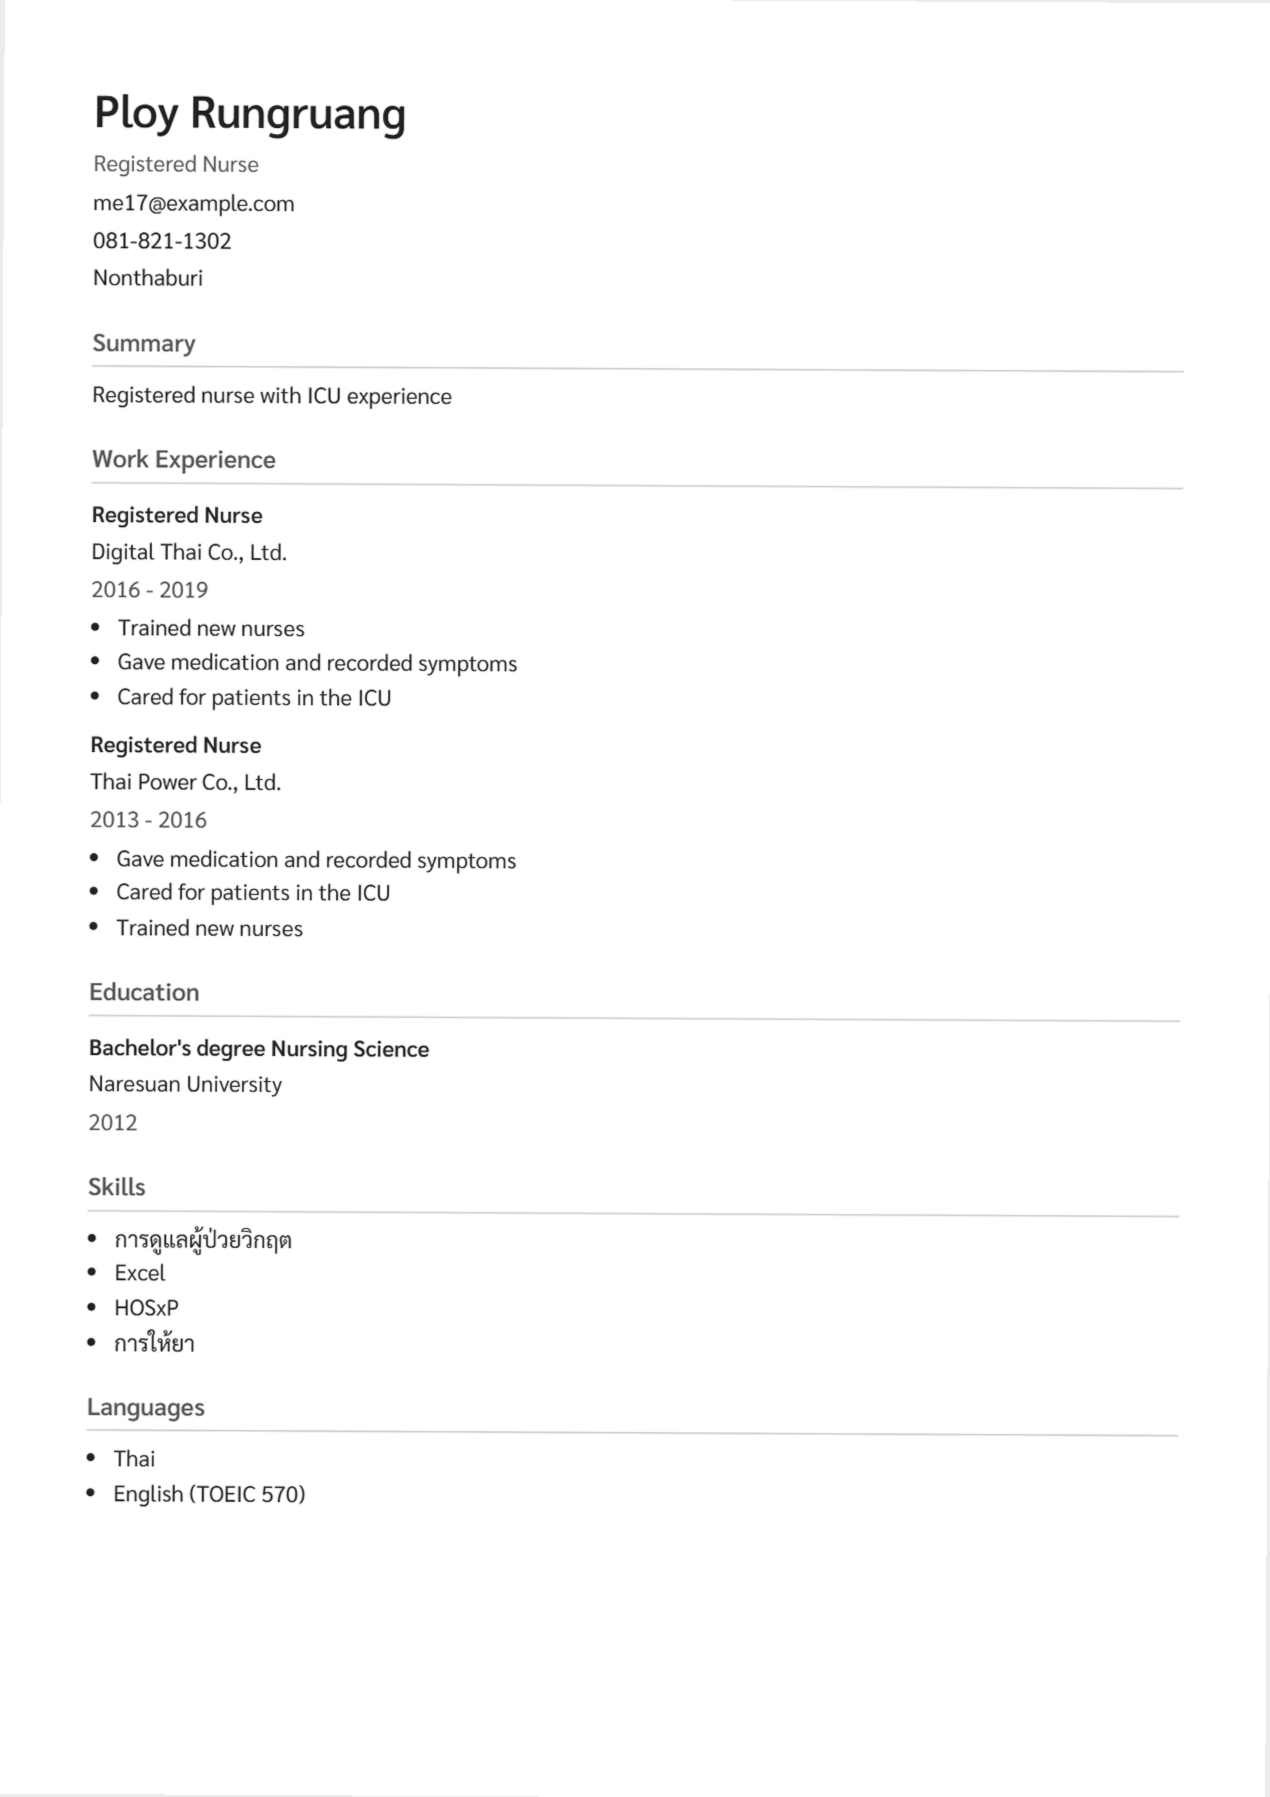 Ploy Rungruang
Registered Nurse
me17@example.com
081-821-1302
Nonthaburi
Summary
Registered nurse with ICU experience
Work Experience
Registered Nurse
Digital Thai Co., Ltd.
2016 - 2019
• Trained new nurses
• Gave medication and recorded symptoms
• Cared for patients in the ICU
Registered Nurse
Thai Power Co., Ltd.
2013 - 2016
• Gave medication and recorded symptoms
• Cared for patients in the ICU
• Trained new nurses
Education
Bachelor's degree Nursing Science
Naresuan University
2012
Skills
• การดูแลผู้ป่วยวิกฤต
• Excel
• HOSxP
• การให้ยา
Languages
• Thai
• English (TOEIC 570)